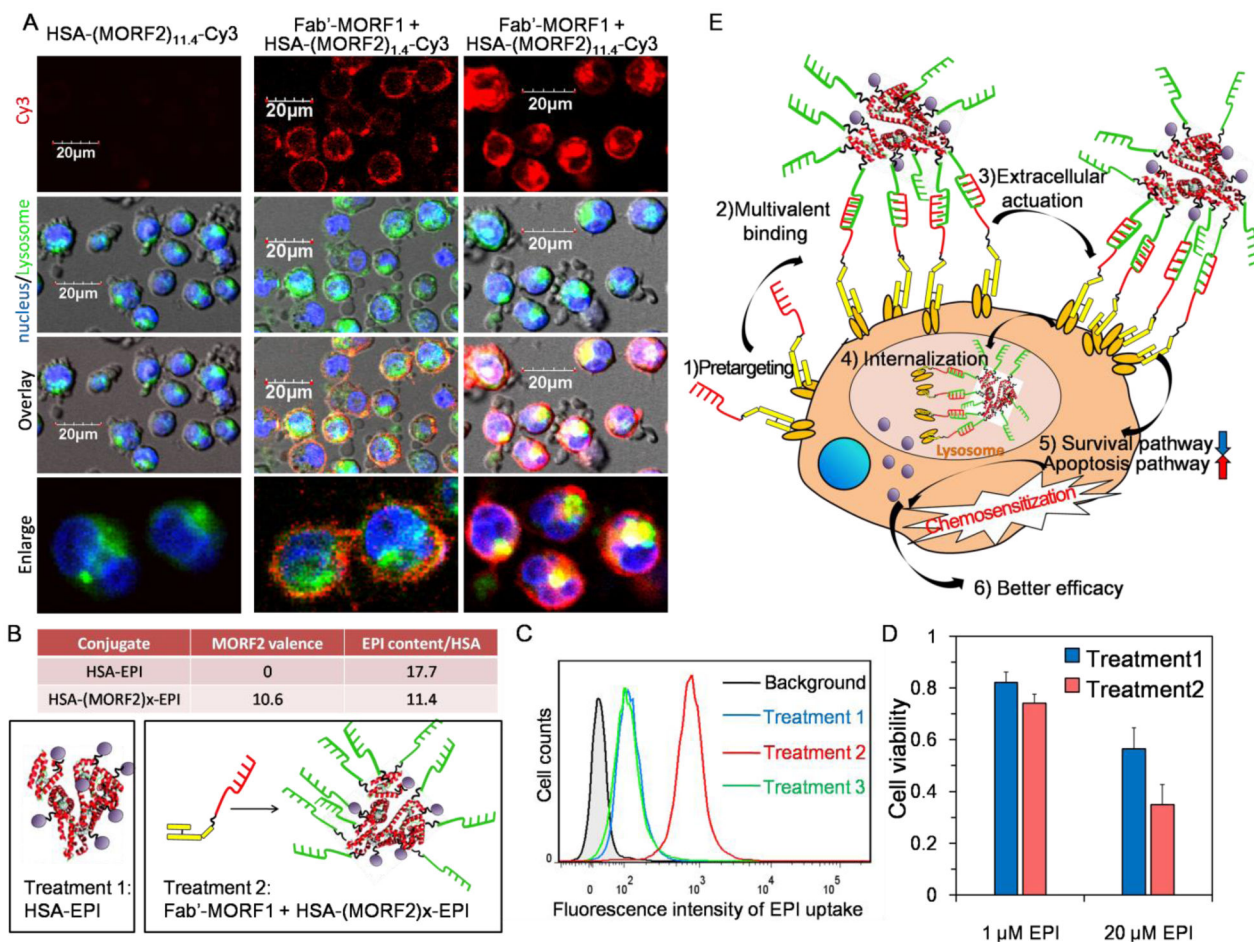 A
HSA-(MORF2)11.4-Cy3
Fab'-MORF1 +
HSA-(MORF2)1.4-Cy3
Fab'-MORF1 +
HSA-(MORF2)11.4-Cy3
Cy3
20μm
20μm
20μm
nucleus/Lysosome
20μm
20μm
20μm
Overlay
20μm
20μm
20μm
Enlarge
B
Conjugate MORF2 valence EPI content/HSA
HSA-EPI 0 17.7
HSA-(MORF2)x-EPI 10.6 11.4
Treatment 1:
HSA-EPI
Treatment 2:
Fab'-MORF1 + HSA-(MORF2)x-EPI
C
Cell counts
Background
Treatment 1
Treatment 2
Treatment 3
0
0 10² 10³ 10⁴ 10⁵
Fluorescence intensity of EPI uptake
D
Cell viability
1
0.8
0.6
0.4
0.2
0
Treatment1
Treatment2
1 μM EPI 20 μM EPI
E
1)Pretargeting
2)Multivalent
binding
3)Extracellular
actuation
4) Internalization
Lysosome
5) Survival pathway
Apoptosis pathway
Chemosensitization
6) Better efficacy